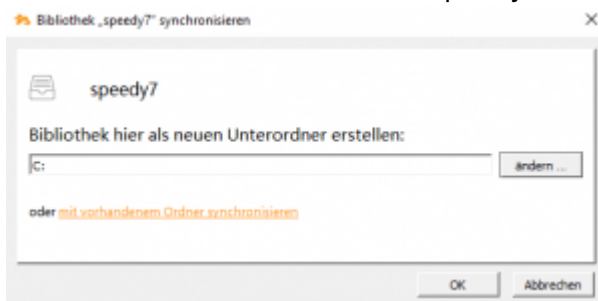 Bibliothek „speedy7" synchronisieren
speedy7
Bibliothek hier als neuen Unterordner erstellen:
C:
ändern ...
oder mit vorhandenem Ordner synchronisieren
OK
Abbrechen